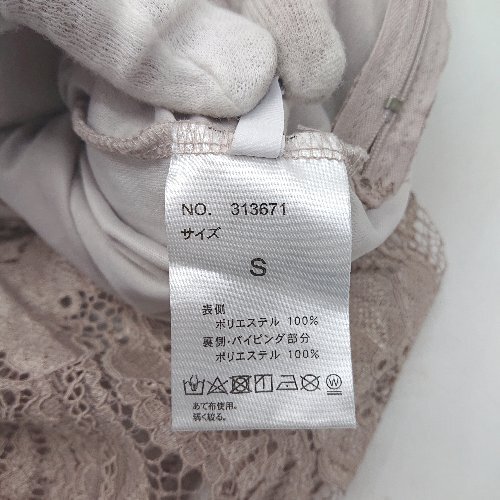 NO. 313671
サイズ
S
表側
ポリエステル 100%
裏側・パイピング部分
ポリエステル 100%
あて布使用。
弱く絞る。